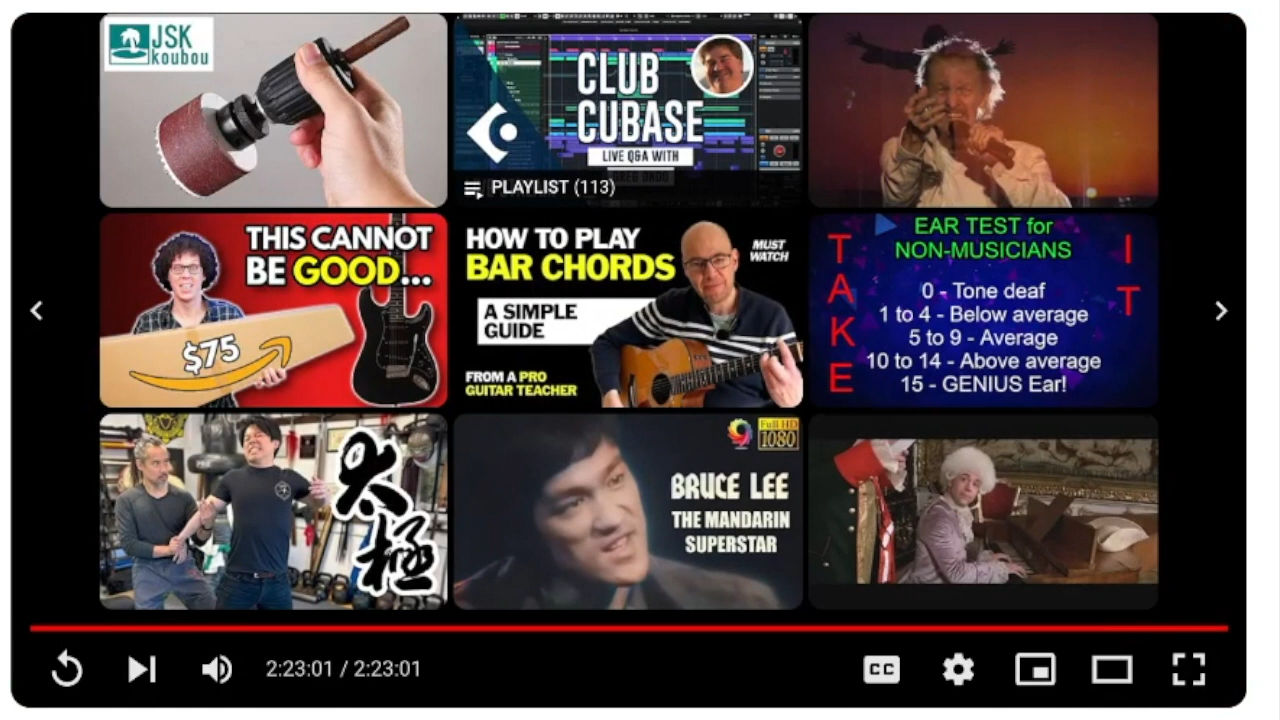 JSK
koubou
CLUB
CUBASE
LIVE Q&A WITH
GREG ONDO
PLAYLIST (113)
THIS CANNOT
BE GOOD...
$75
HOW TO PLAY
BAR CHORDS
MUST
WATCH
A SIMPLE
GUIDE
FROM A PRO
GUITAR TEACHER
EAR TEST for
NON-MUSICIANS
TAKE
IT
0 - Tone deaf
1 to 4 - Below average
5 to 9 - Average
10 to 14 - Above average
15 - GENIUS Ear!
太極
Full HD
1080
BRUCE LEE
THE MANDARIN
SUPERSTAR
2:23:01 / 2:23:01
CC